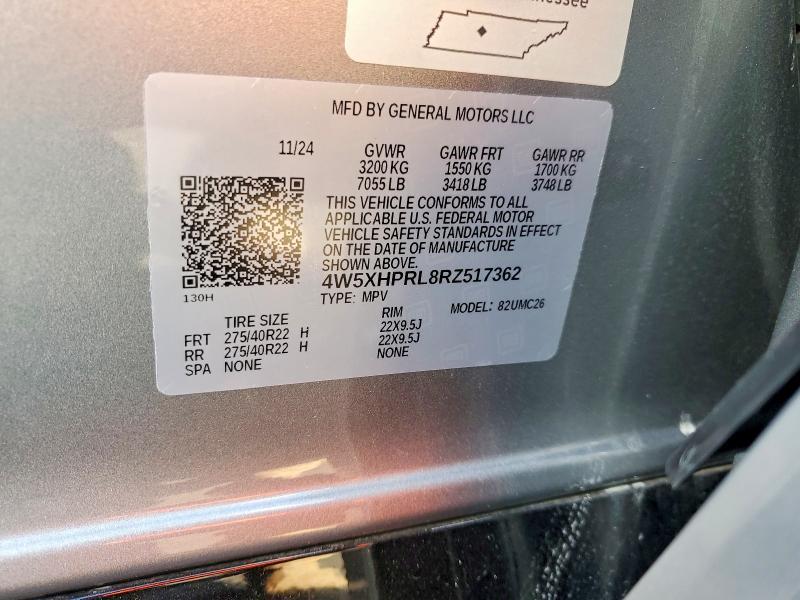 MFD BY GENERAL MOTORS LLC
11/24 GVWR GAWR FRT GAWR RR
3200 KG 1550 KG 1700 KG
7055 LB 3418 LB 3748 LB
THIS VEHICLE CONFORMS TO ALL
APPLICABLE U.S. FEDERAL MOTOR
VEHICLE SAFETY STANDARDS IN EFFECT
ON THE DATE OF MANUFACTURE
SHOWN ABOVE.
4W5XHPRL8RZ517362
130H
TYPE: MPV MODEL: 82UMC26
TIRE SIZE RIM
FRT 275/40R22 H 22X9.5J
RR 275/40R22 H 22X9.5J
SPA NONE NONE